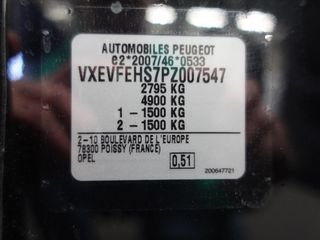 AUTOMOBILES PEUGEOT
e2*2007/46*0533
VXEVFEHS7PZ007547
2795 KG
4900 KG
1 - 1500 KG
2 - 1500 KG
2-10 BOULEVARD DE L'EUROPE
78300 POISSY (FRANCE)
OPEL
0,51
200647721